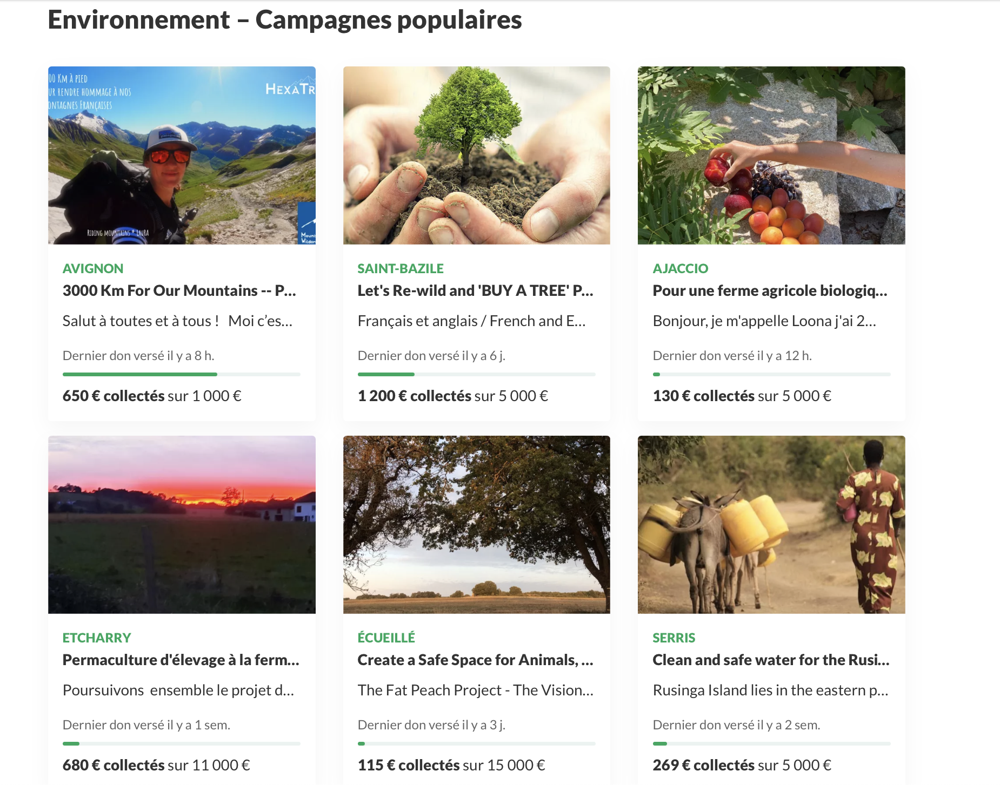 Environnement – Campagnes populaires
00 Km À PIED
UR RENDRE HOMMAGE À NOS
ONTAGNES FRANÇAISES
HEXATR
RIDING MOUNTAINS * LAURA
Moun
Wilder
AVIGNON
3000 Km For Our Mountains -- P...
Salut à toutes et à tous ! Moi c’es...
Dernier don versé il y a 8 h.
650 € collectés sur 1 000 €
SAINT-BAZILE
Let's Re-wild and 'BUY A TREE' P...
Français et anglais / French and E...
Dernier don versé il y a 6 j.
1 200 € collectés sur 5 000 €
AJACCIO
Pour une ferme agricole biologiq...
Bonjour, je m'appelle Loona j'ai 2...
Dernier don versé il y a 12 h.
130 € collectés sur 5 000 €
ETCHARRY
Permaculture d'élevage à la ferm...
Poursuivons ensemble le projet d...
Dernier don versé il y a 1 sem.
680 € collectés sur 11 000 €
ÉCUEILLÉ
Create a Safe Space for Animals, ...
The Fat Peach Project - The Vision...
Dernier don versé il y a 3 j.
115 € collectés sur 15 000 €
SERRIS
Clean and safe water for the Rusi...
Rusinga Island lies in the eastern p...
Dernier don versé il y a 2 sem.
269 € collectés sur 5 000 €